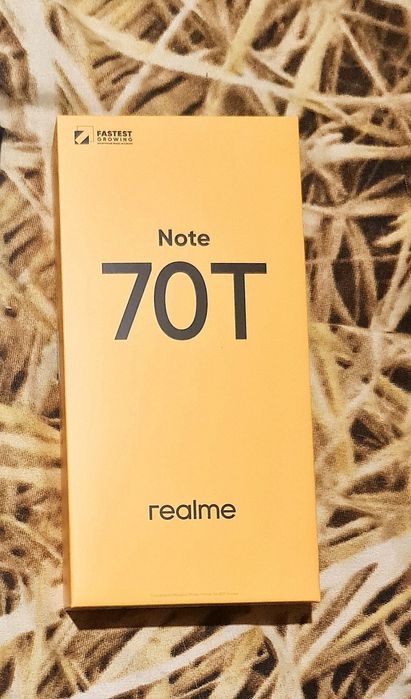 FASTEST
GROWING
Note
70T
realme